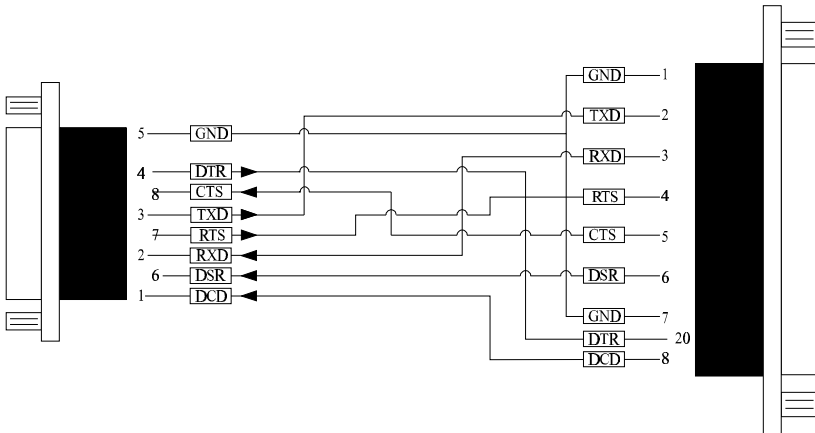 5 GND
4 DTR
8 CTS
3 TXD
7 RTS
2 RXD
6 DSR
1 DCD
GND 1
TXD 2
RXD 3
RTS 4
CTS 5
DSR 6
GND 7
DTR 20
DCD 8